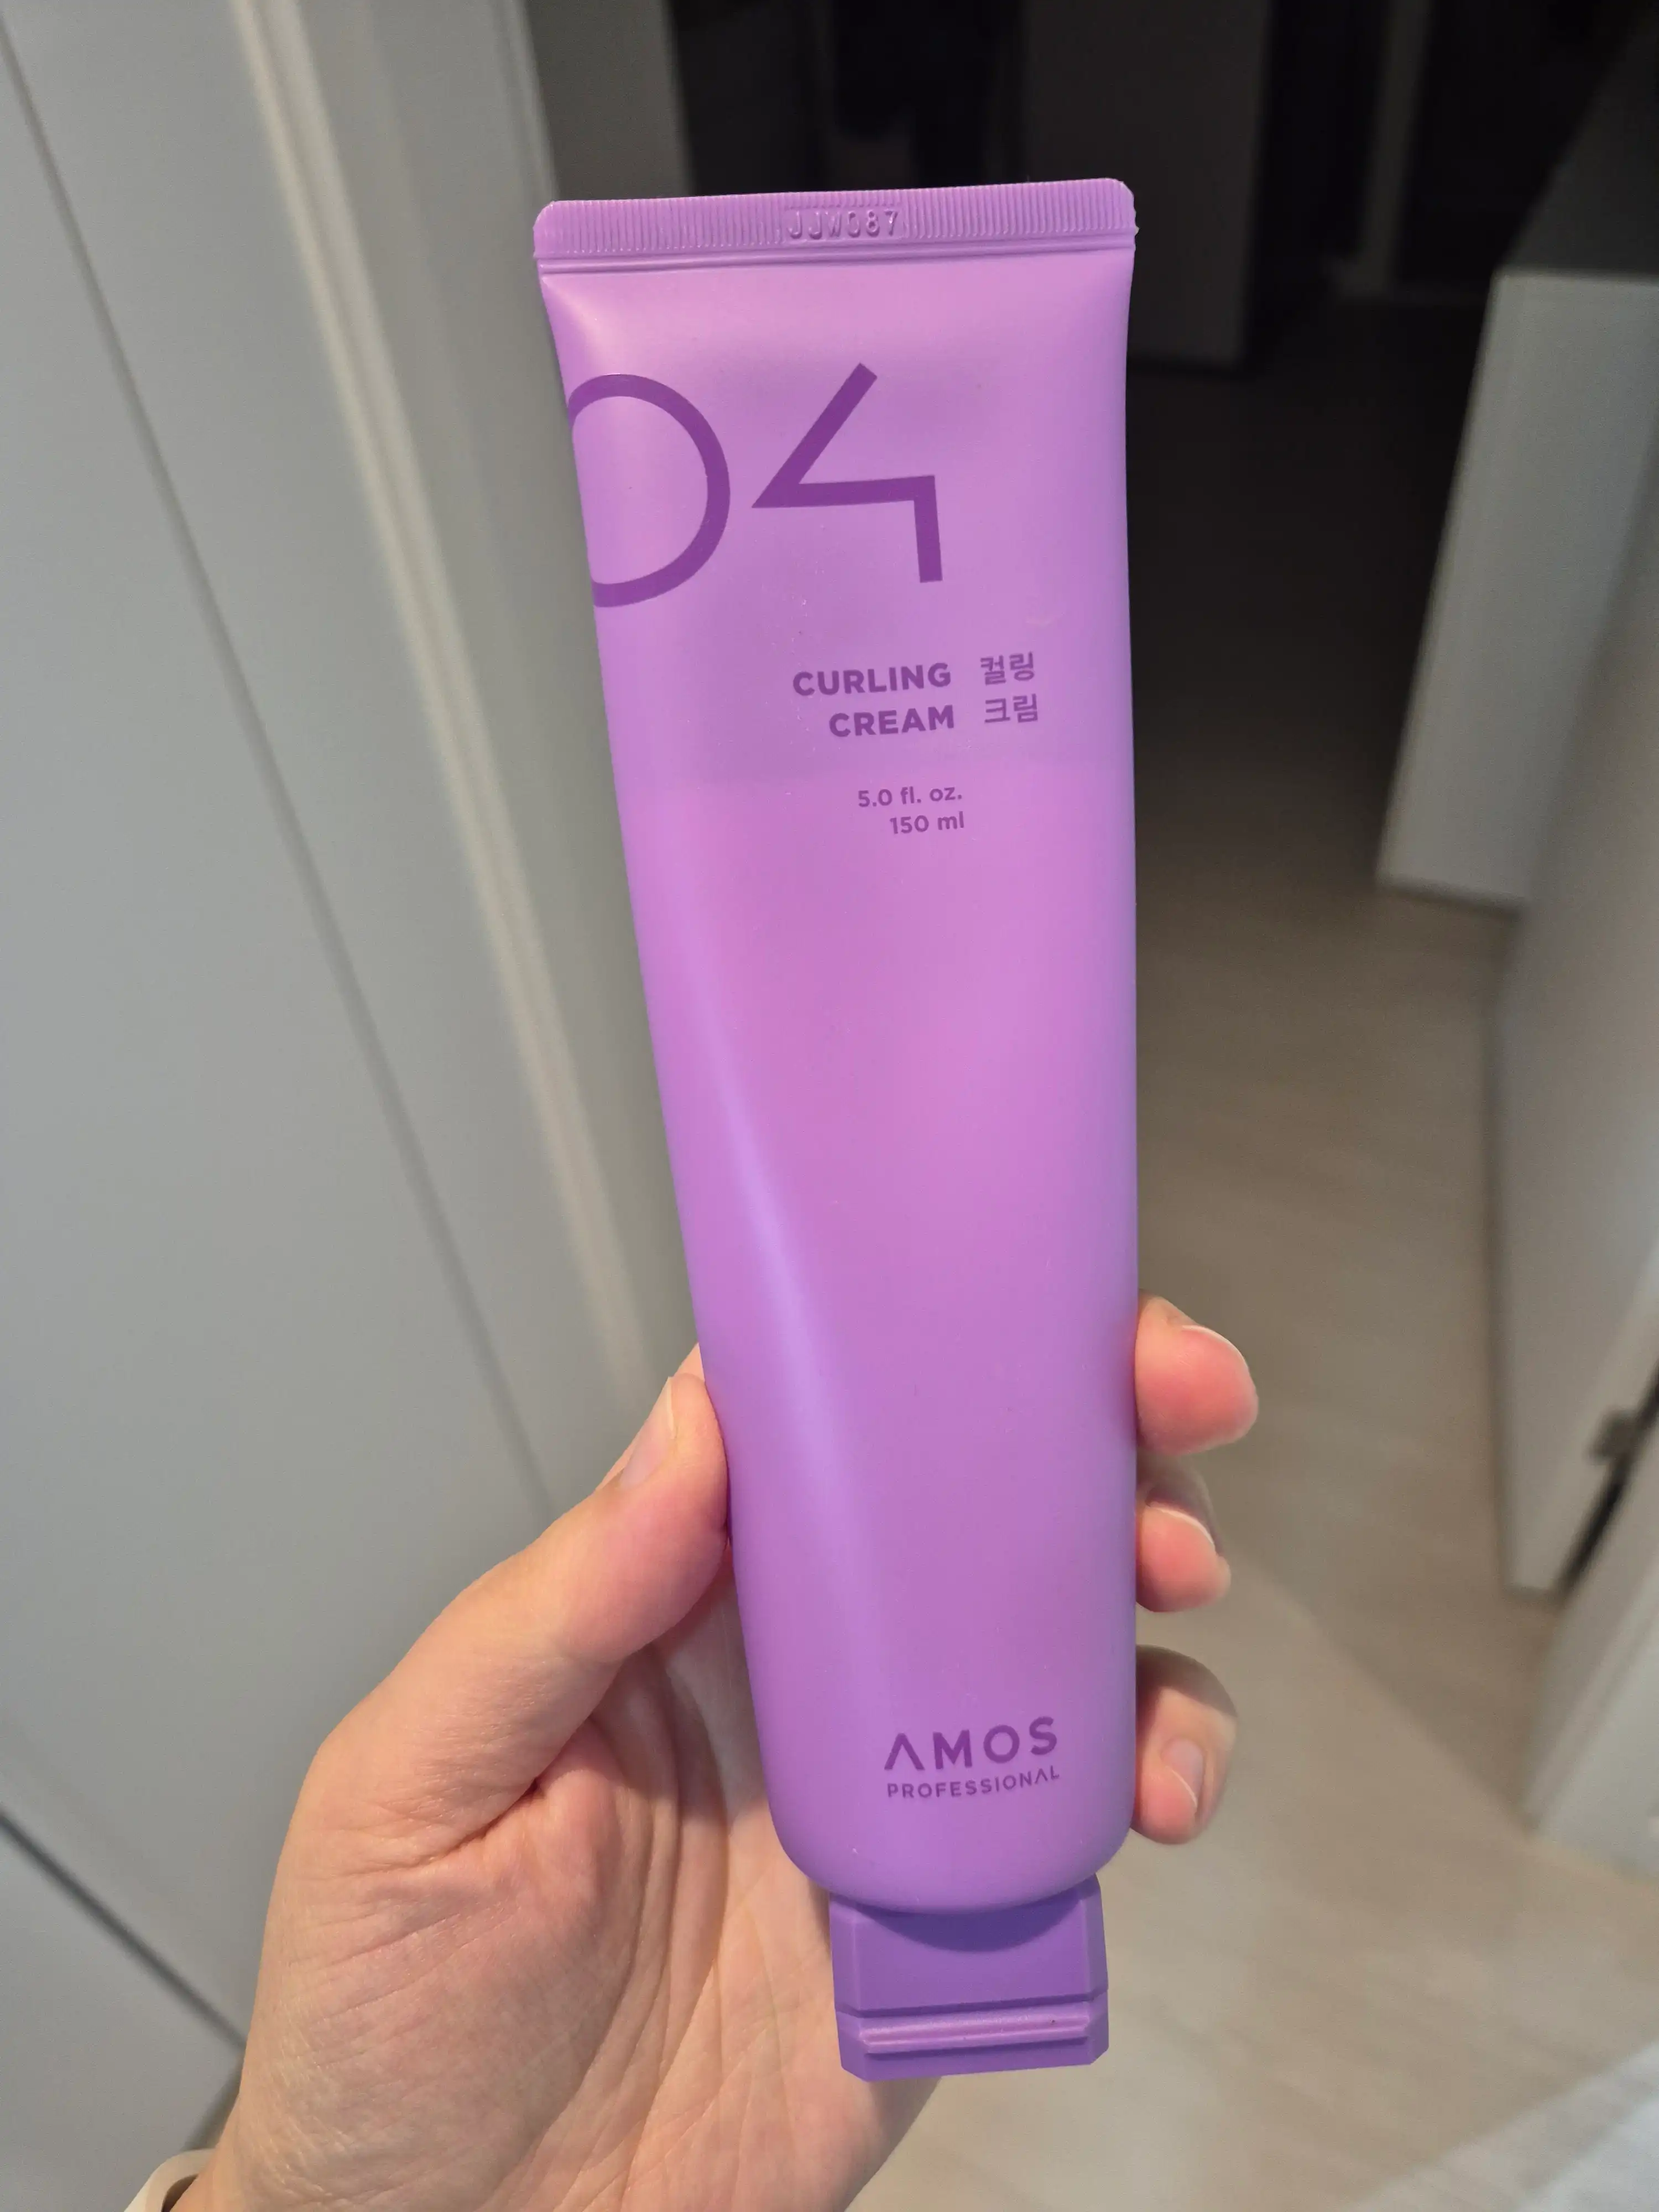 JJW087
04
CURLING 컬링
CREAM 크림
5.0 fl. oz.
150 ml
AMOS
PROFESSIONAL